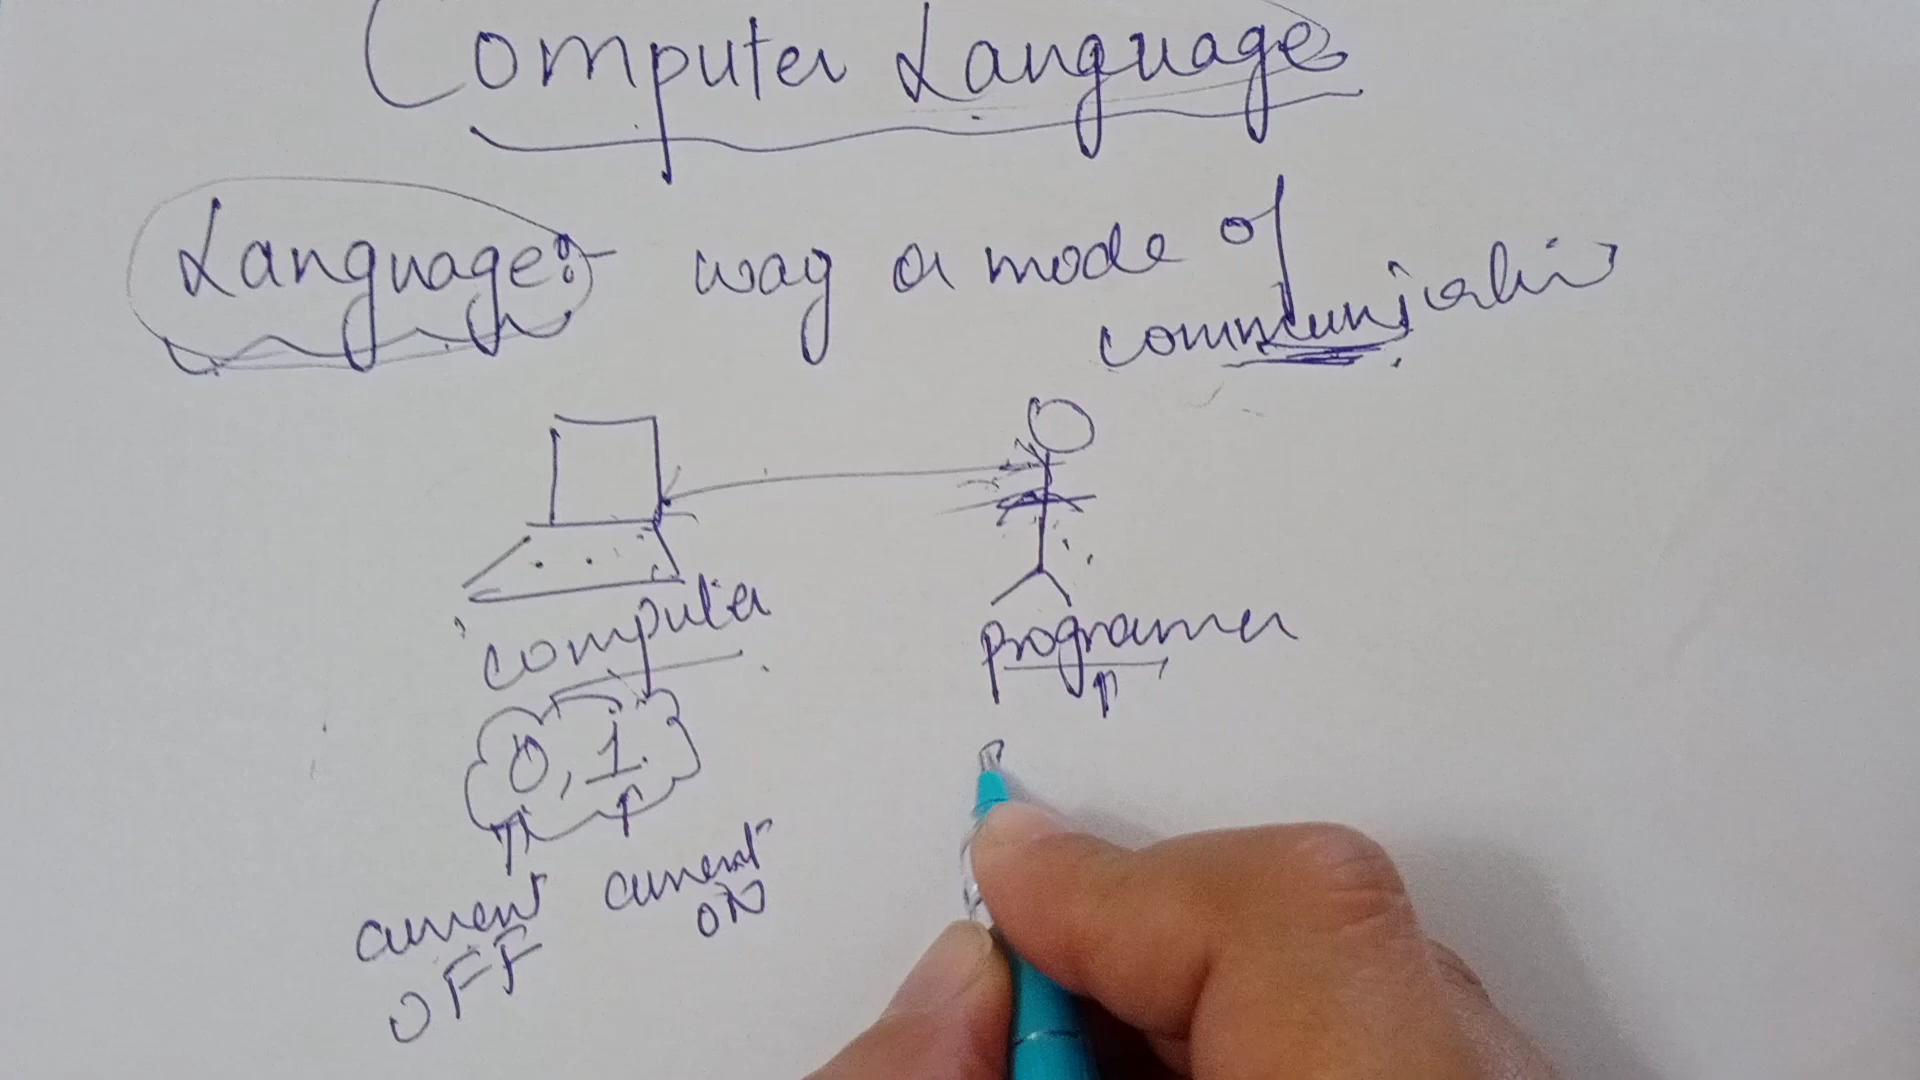 Computer Language
Language:- way or mode of
communication
computer
programmer
0, 1
current
OFF
current
ON